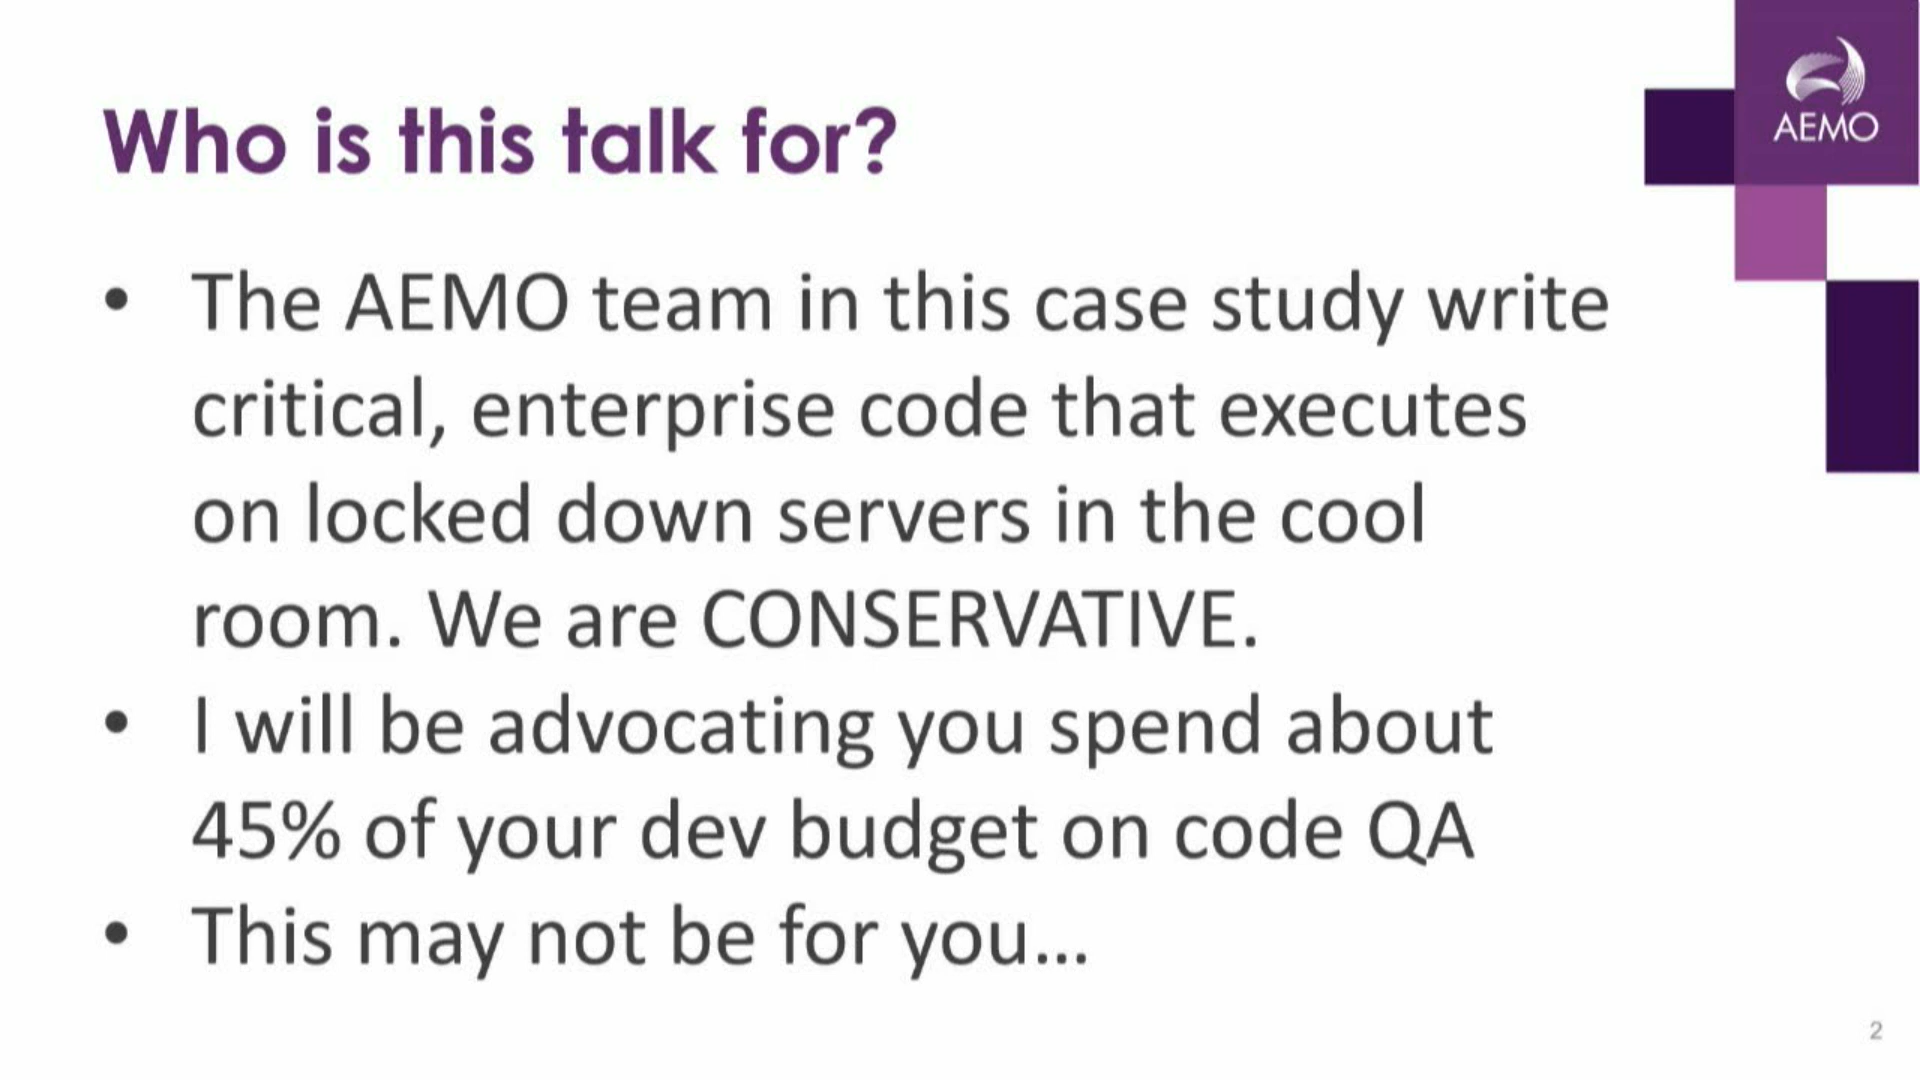 AEMO
Who is this talk for?
• The AEMO team in this case study write
critical, enterprise code that executes
on locked down servers in the cool
room. We are CONSERVATIVE.
• I will be advocating you spend about
45% of your dev budget on code QA
• This may not be for you...
2